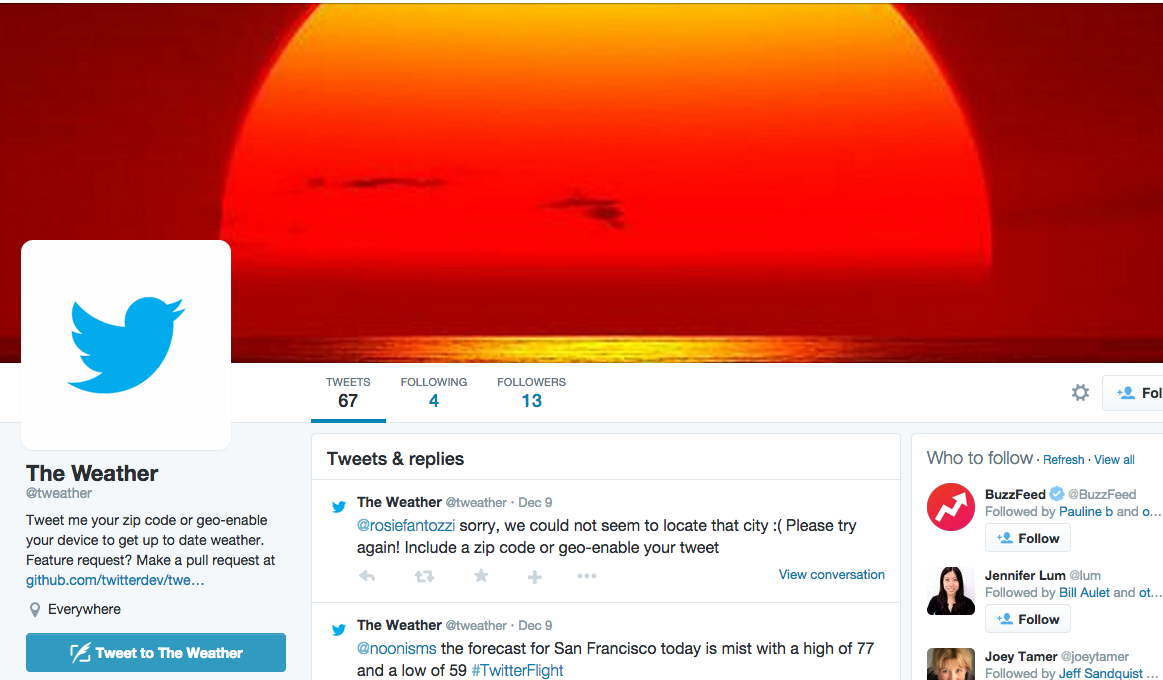 TWEETS FOLLOWING FOLLOWERS
67 4 13
The Weather
@tweather
Tweet me your zip code or geo-enable
your device to get up to date weather.
Feature request? Make a pull request at
github.com/twitterdev/twe…
Everywhere
Tweet to The Weather
Tweets & replies
The Weather @tweather · Dec 9
@rosiefantozzi sorry, we could not seem to locate that city :( Please try
again! Include a zip code or geo-enable your tweet
View conversation
The Weather @tweather · Dec 9
@noonisms the forecast for San Francisco today is mist with a high of 77
and a low of 59 #TwitterFlight
Fol
Who to follow · Refresh · View all
BuzzFeed @BuzzFeed
Followed by Pauline b and o…
Follow
Jennifer Lum @lum
Followed by Bill Aulet and ot…
Follow
Joey Tamer @joeytamer
Followed by Jeff Sandquist …